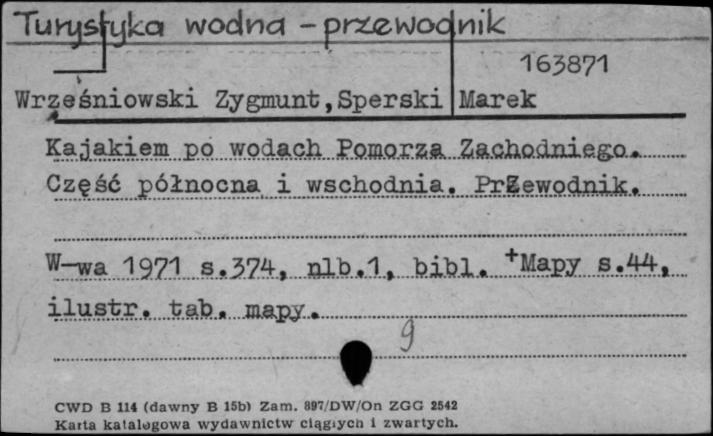 Turystyka wodna - przewodnik
163871
Wrześniowski Zygmunt, Sperski Marek
Kajakiem po wodach Pomorza Zachodniego.
Część północna i wschodnia. Przewodnik.
W-wa 1971 s.374, nlb.1, bibl. +Mapy s.44,
ilustr. tab. mapy.
9
CWD B 114 (dawny B 15b) Zam. 897/DW/On ZGG 2542
Karta katalogowa wydawnictw ciągłych i zwartych.